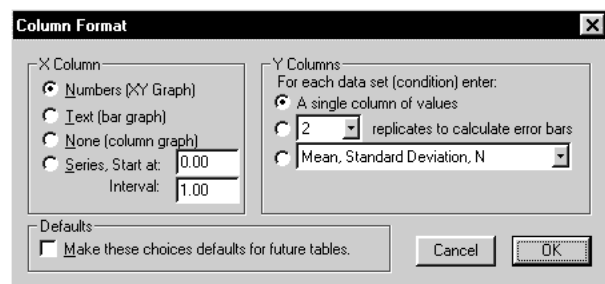 Column Format
X Column
Numbers (XY Graph)
Text (bar graph)
None (column graph)
Series, Start at: 0.00
Interval: 1.00
Y Columns
For each data set (condition) enter:
A single column of values
2 replicates to calculate error bars
Mean, Standard Deviation, N
Defaults
Make these choices defaults for future tables.
Cancel
OK